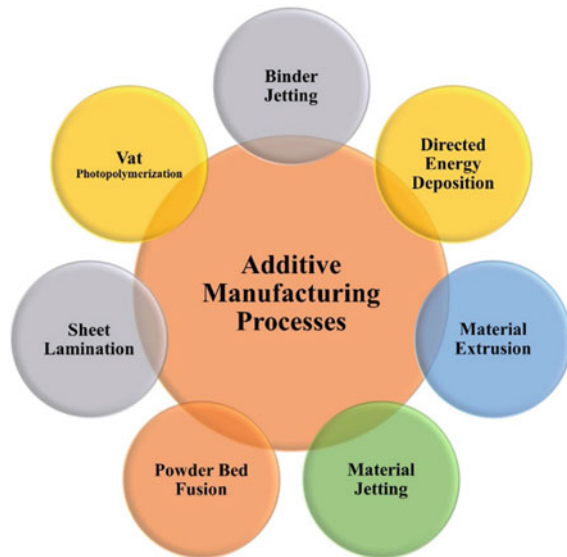 Binder
Jetting
Directed
Energy
Deposition
Material
Extrusion
Material
Jetting
Powder Bed
Fusion
Sheet
Lamination
Vat
Photopolymerization
Additive
Manufacturing
Processes